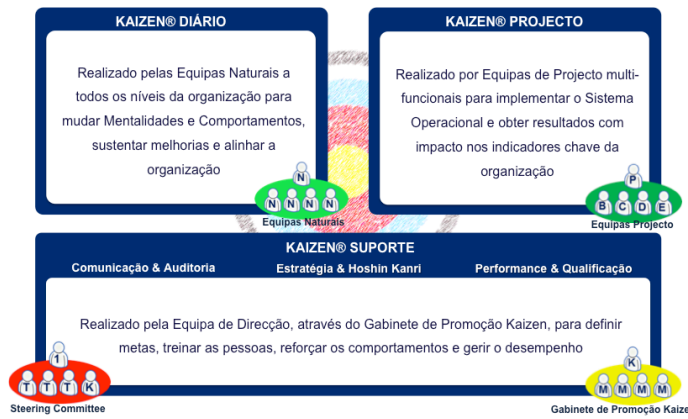 KAIZEN® DIÁRIO
Realizado pelas Equipas Naturais a
todos os níveis da organização para
mudar Mentalidades e Comportamentos,
sustentar melhorias e alinhar a
organização
N
N N N N
Equipas Naturais
KAIZEN® PROJECTO
Realizado por Equipas de Projecto multi-
funcionais para implementar o Sistema
Operacional e obter resultados com
impacto nos indicadores chave da
organização
P
B C D E
Equipas Projecto
KAIZEN® SUPORTE
Comunicação & Auditoria Estratégia & Hoshin Kanri Performance & Qualificação
Realizado pela Equipa de Direcção, através do Gabinete de Promoção Kaizen, para definir
metas, treinar as pessoas, reforçar os comportamentos e gerir o desempenho
1
T T T K
Steering Committee
K
M M M M
Gabinete de Promoção Kaize